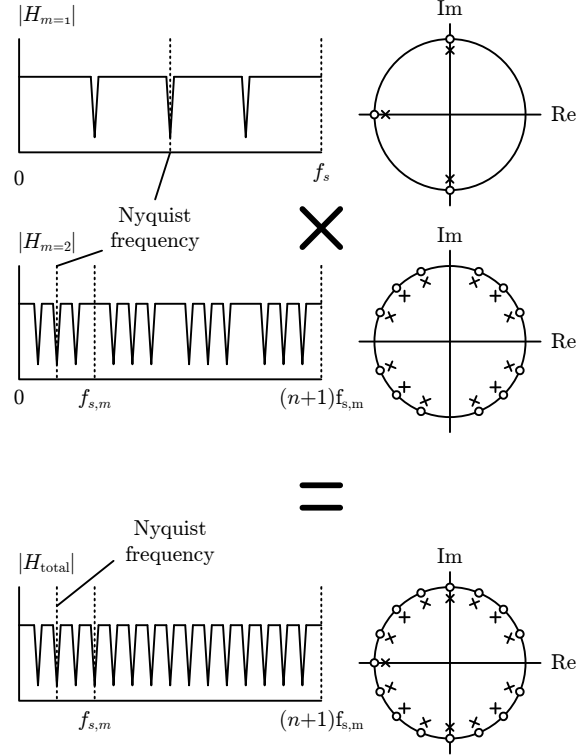 |H_{m=1}|
Im
Re
0
f_s
Nyquist
frequency
|H_{m=2}|
Im
Re
0
f_{s,m}
(n+1)f_{s,m}
Nyquist
frequency
|H_{total}|
Im
Re
f_{s,m}
(n+1)f_{s,m}